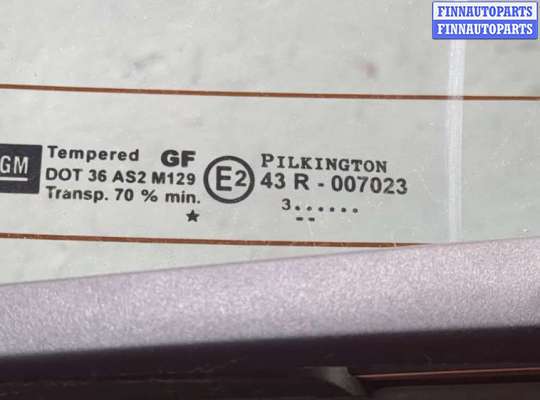 FINNAUTOPARTS
FINNAUTOPARTS
GM
Tempered GF
DOT 36 AS2 M129
Transp. 70 % min.
E2
PILKINGTON
43 R - 007023
3......
--